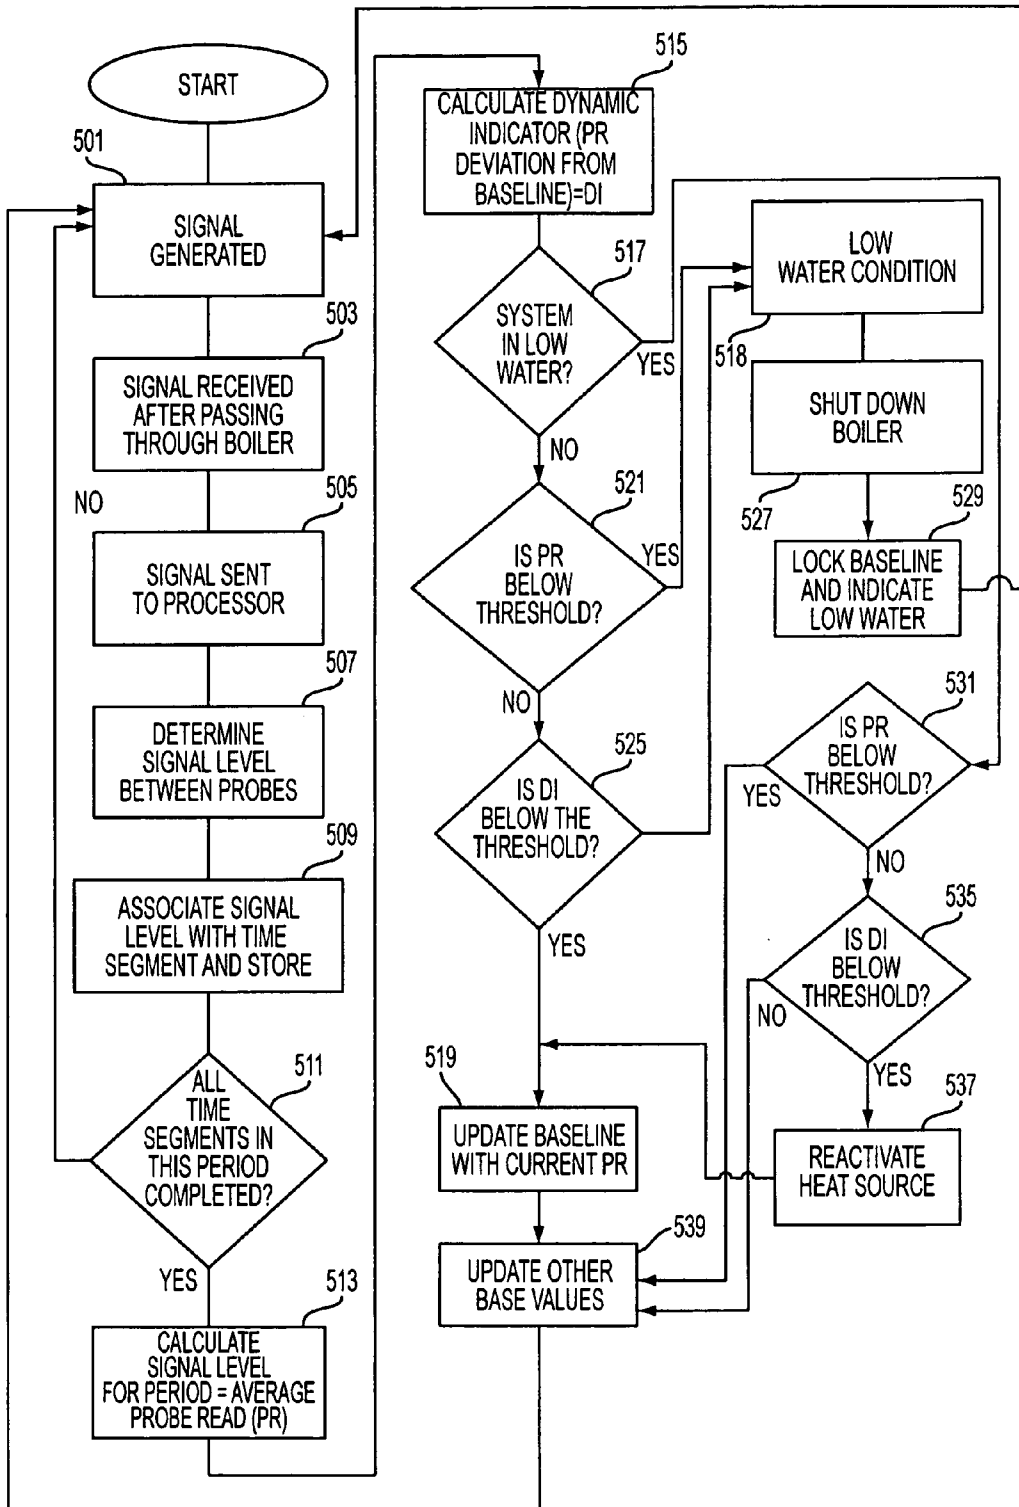 START
501
SIGNAL
GENERATED
503
SIGNAL RECEIVED
AFTER PASSING
THROUGH BOILER
NO
505
SIGNAL SENT
TO PROCESSOR
507
DETERMINE
SIGNAL LEVEL
BETWEEN PROBES
509
ASSOCIATE SIGNAL
LEVEL WITH TIME
SEGMENT AND STORE
511
ALL
TIME
SEGMENTS IN
THIS PERIOD
COMPLETED?
YES
513
CALCULATE
SIGNAL LEVEL
FOR PERIOD = AVERAGE
PROBE READ (PR)
515
CALCULATE DYNAMIC
INDICATOR (PR
DEVIATION FROM
BASELINE)=DI
517
SYSTEM
IN LOW
WATER?
YES
NO
521
IS PR
BELOW
THRESHOLD?
YES
NO
525
IS DI
BELOW THE
THRESHOLD?
YES
519
UPDATE BASELINE
WITH CURRENT PR
539
UPDATE OTHER
BASE VALUES
LOW
WATER CONDITION
518
SHUT DOWN
BOILER
527
529
LOCK BASELINE
AND INDICATE
LOW WATER
531
IS PR
BELOW
THRESHOLD?
YES
NO
535
IS DI
BELOW
THRESHOLD?
NO
YES
537
REACTIVATE
HEAT SOURCE